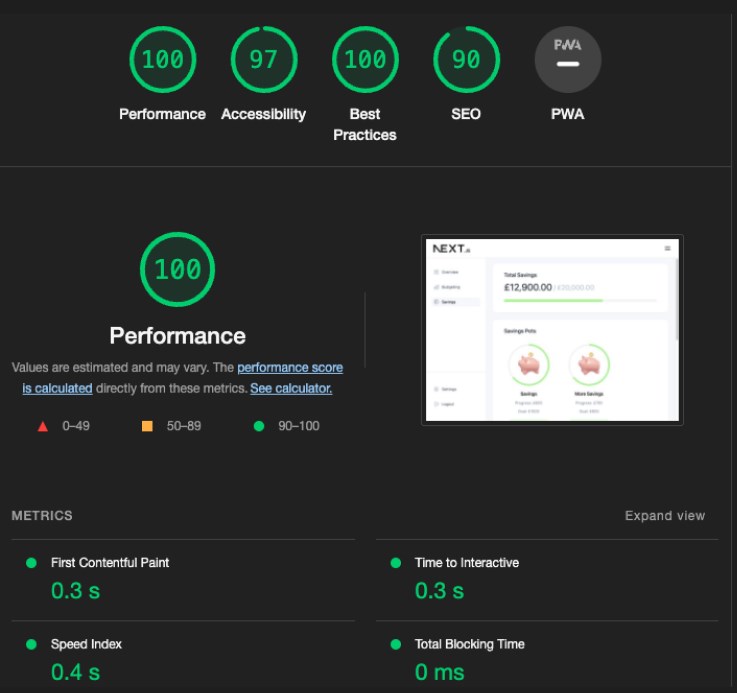 100 97 100 90 PWA
Performance Accessibility Best Practices SEO PWA
100
Performance
Values are estimated and may vary. The performance score
is calculated directly from these metrics. See calculator.
0–49 50–89 90–100
NEXT
Overview
Budgeting
Savings
Settings
Logout
Total Savings
£12,900.00 / £20,000.00
Savings Pots
Savings More Savings
METRICS Expand view
First Contentful Paint Time to Interactive
0.3 s 0.3 s
Speed Index Total Blocking Time
0.4 s 0 ms